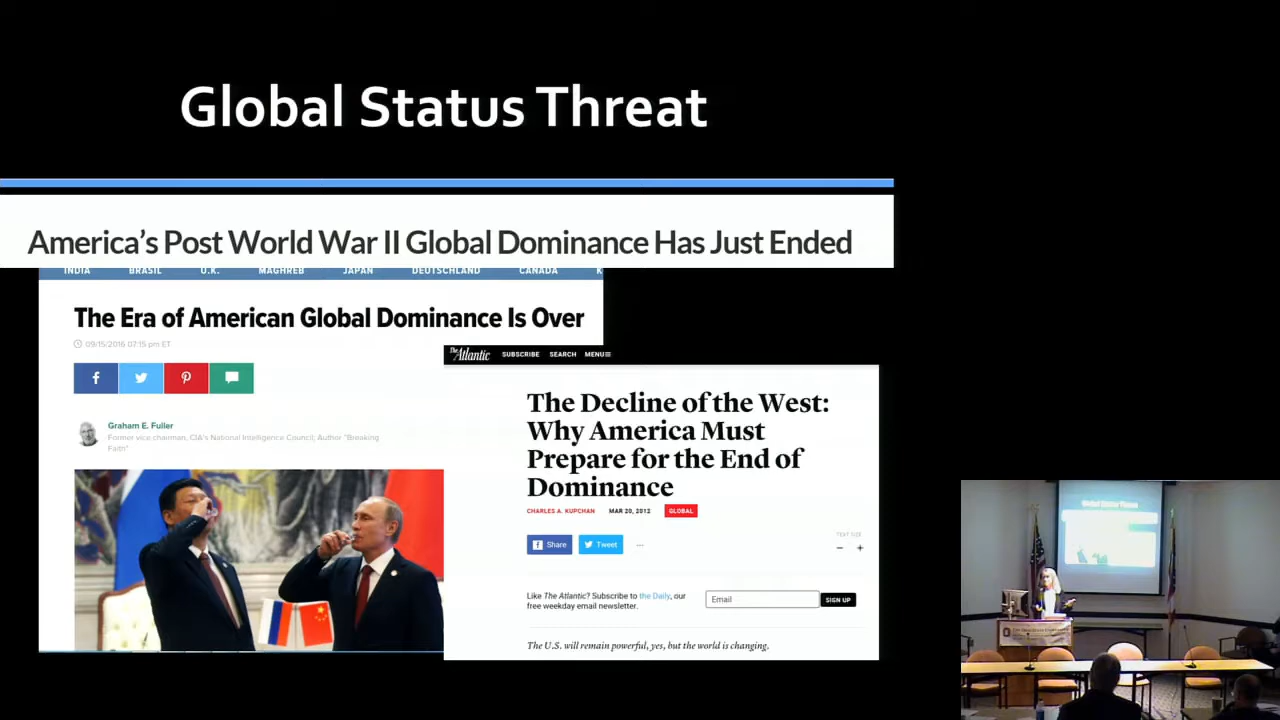 Global Status Threat
America's Post World War II Global Dominance Has Just Ended
INDIA BRASIL U.K. MAGHREB JAPAN DEUTSCHLAND CANADA K
The Era of American Global Dominance Is Over
09/15/2016 07:15 pm ET
Graham E. Fuller
Former vice chairman, CIA's National Intelligence Council; Author "Breaking
Faith"
The Atlantic SUBSCRIBE SEARCH MENU
The Decline of the West:
Why America Must
Prepare for the End of
Dominance
CHARLES A. KUPCHAN MAR 20, 2012 GLOBAL
TEXT SIZE
Share Tweet ... − +
Like The Atlantic? Subscribe to the Daily, our
free weekday email newsletter.
Email SIGN UP
The U.S. will remain powerful, yes, but the world is changing.
Global Status Threat